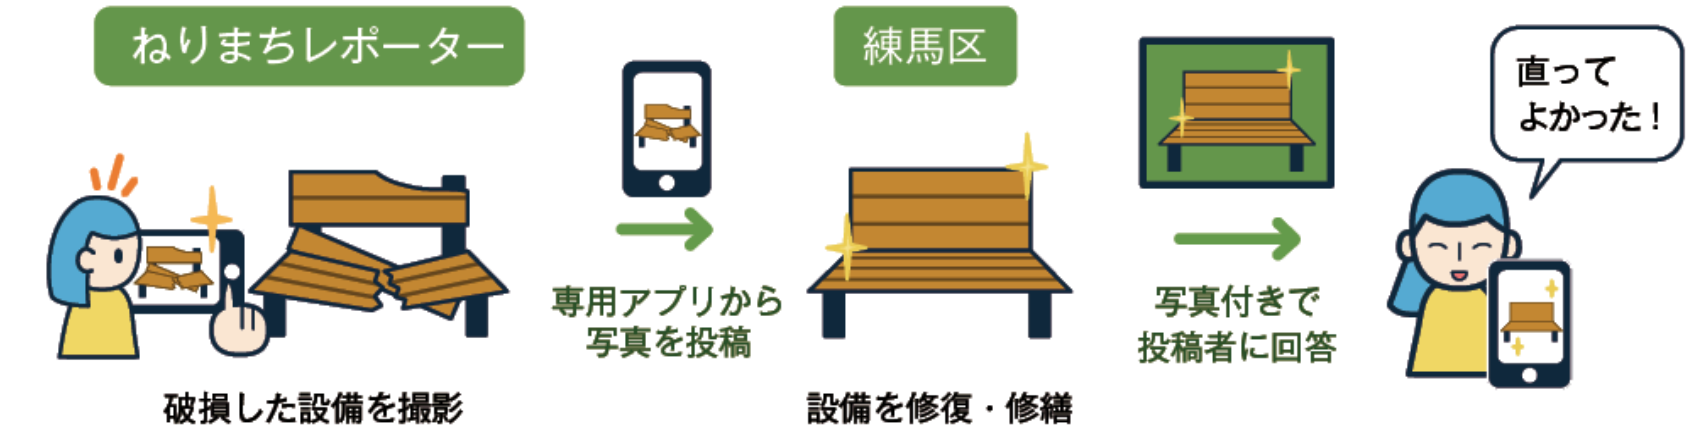 ねりまちレポーター
破損した設備を撮影
専用アプリから
写真を投稿
練馬区
設備を修復・修繕
写真付きで
投稿者に回答
直って
よかった！